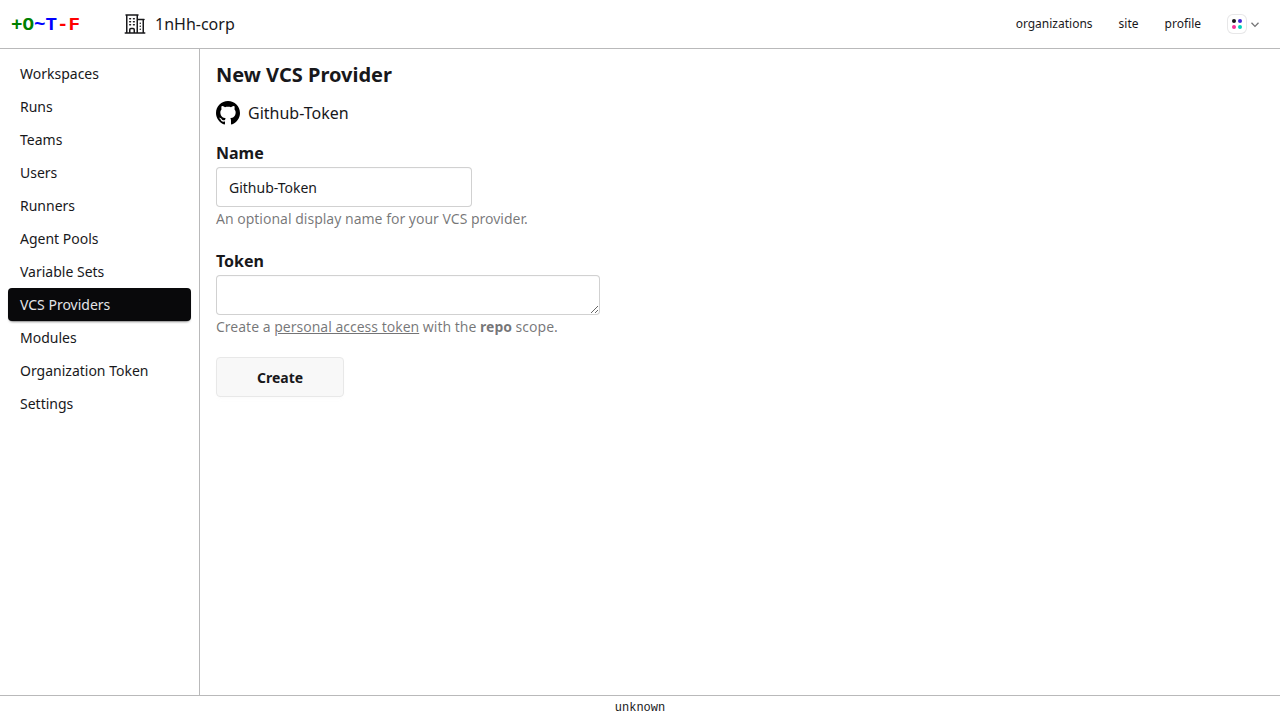 +O~T-F
1nHh-corp
organizations
site
profile
Workspaces
Runs
Teams
Users
Runners
Agent Pools
Variable Sets
VCS Providers
Modules
Organization Token
Settings
New VCS Provider
Github-Token
Name
Github-Token
An optional display name for your VCS provider.
Token
Create a personal access token with the repo scope.
Create
unknown